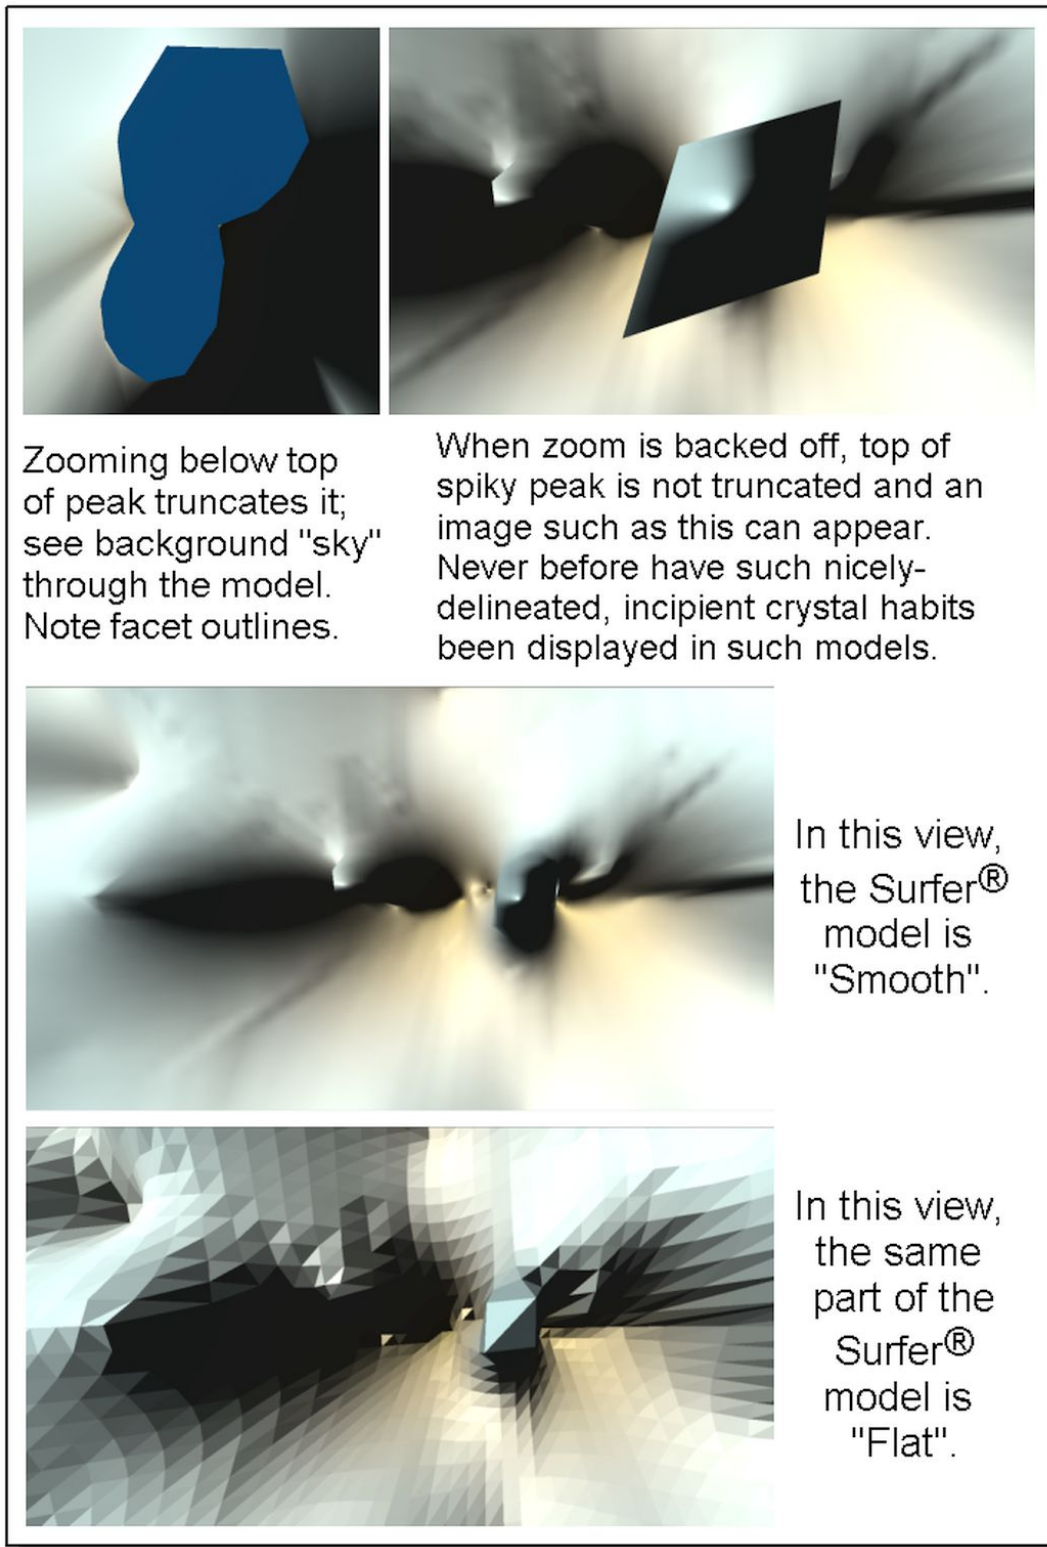 Zooming below top
of peak truncates it;
see background "sky"
through the model.
Note facet outlines.
When zoom is backed off, top of
spiky peak is not truncated and an
image such as this can appear.
Never before have such nicely-
delineated, incipient crystal habits
been displayed in such models.
In this view,
the Surfer®
model is
"Smooth".
In this view,
the same
part of the
Surfer®
model is
"Flat".